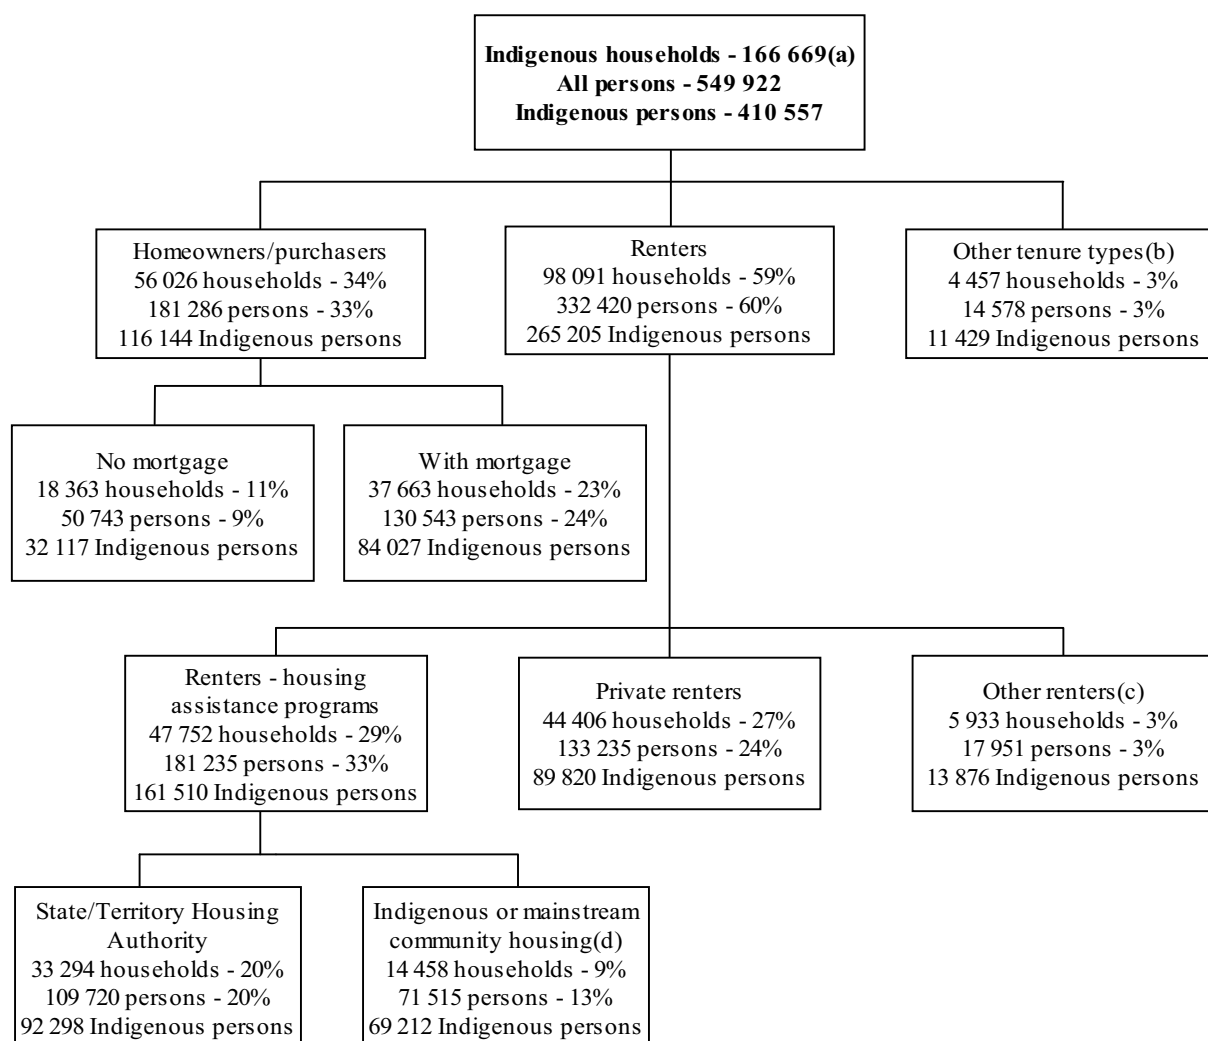 Indigenous households - 166 669(a)
All persons - 549 922
Indigenous persons - 410 557
Homeowners/purchasers
56 026 households - 34%
181 286 persons - 33%
116 144 Indigenous persons
Renters
98 091 households - 59%
332 420 persons - 60%
265 205 Indigenous persons
Other tenure types(b)
4 457 households - 3%
14 578 persons - 3%
11 429 Indigenous persons
No mortgage
18 363 households - 11%
50 743 persons - 9%
32 117 Indigenous persons
With mortgage
37 663 households - 23%
130 543 persons - 24%
84 027 Indigenous persons
Renters - housing
assistance programs
47 752 households - 29%
181 235 persons - 33%
161 510 Indigenous persons
Private renters
44 406 households - 27%
133 235 persons - 24%
89 820 Indigenous persons
Other renters(c)
5 933 households - 3%
17 951 persons - 3%
13 876 Indigenous persons
State/Territory Housing
Authority
33 294 households - 20%
109 720 persons - 20%
92 298 Indigenous persons
Indigenous or mainstream
community housing(d)
14 458 households - 9%
71 515 persons - 13%
69 212 Indigenous persons